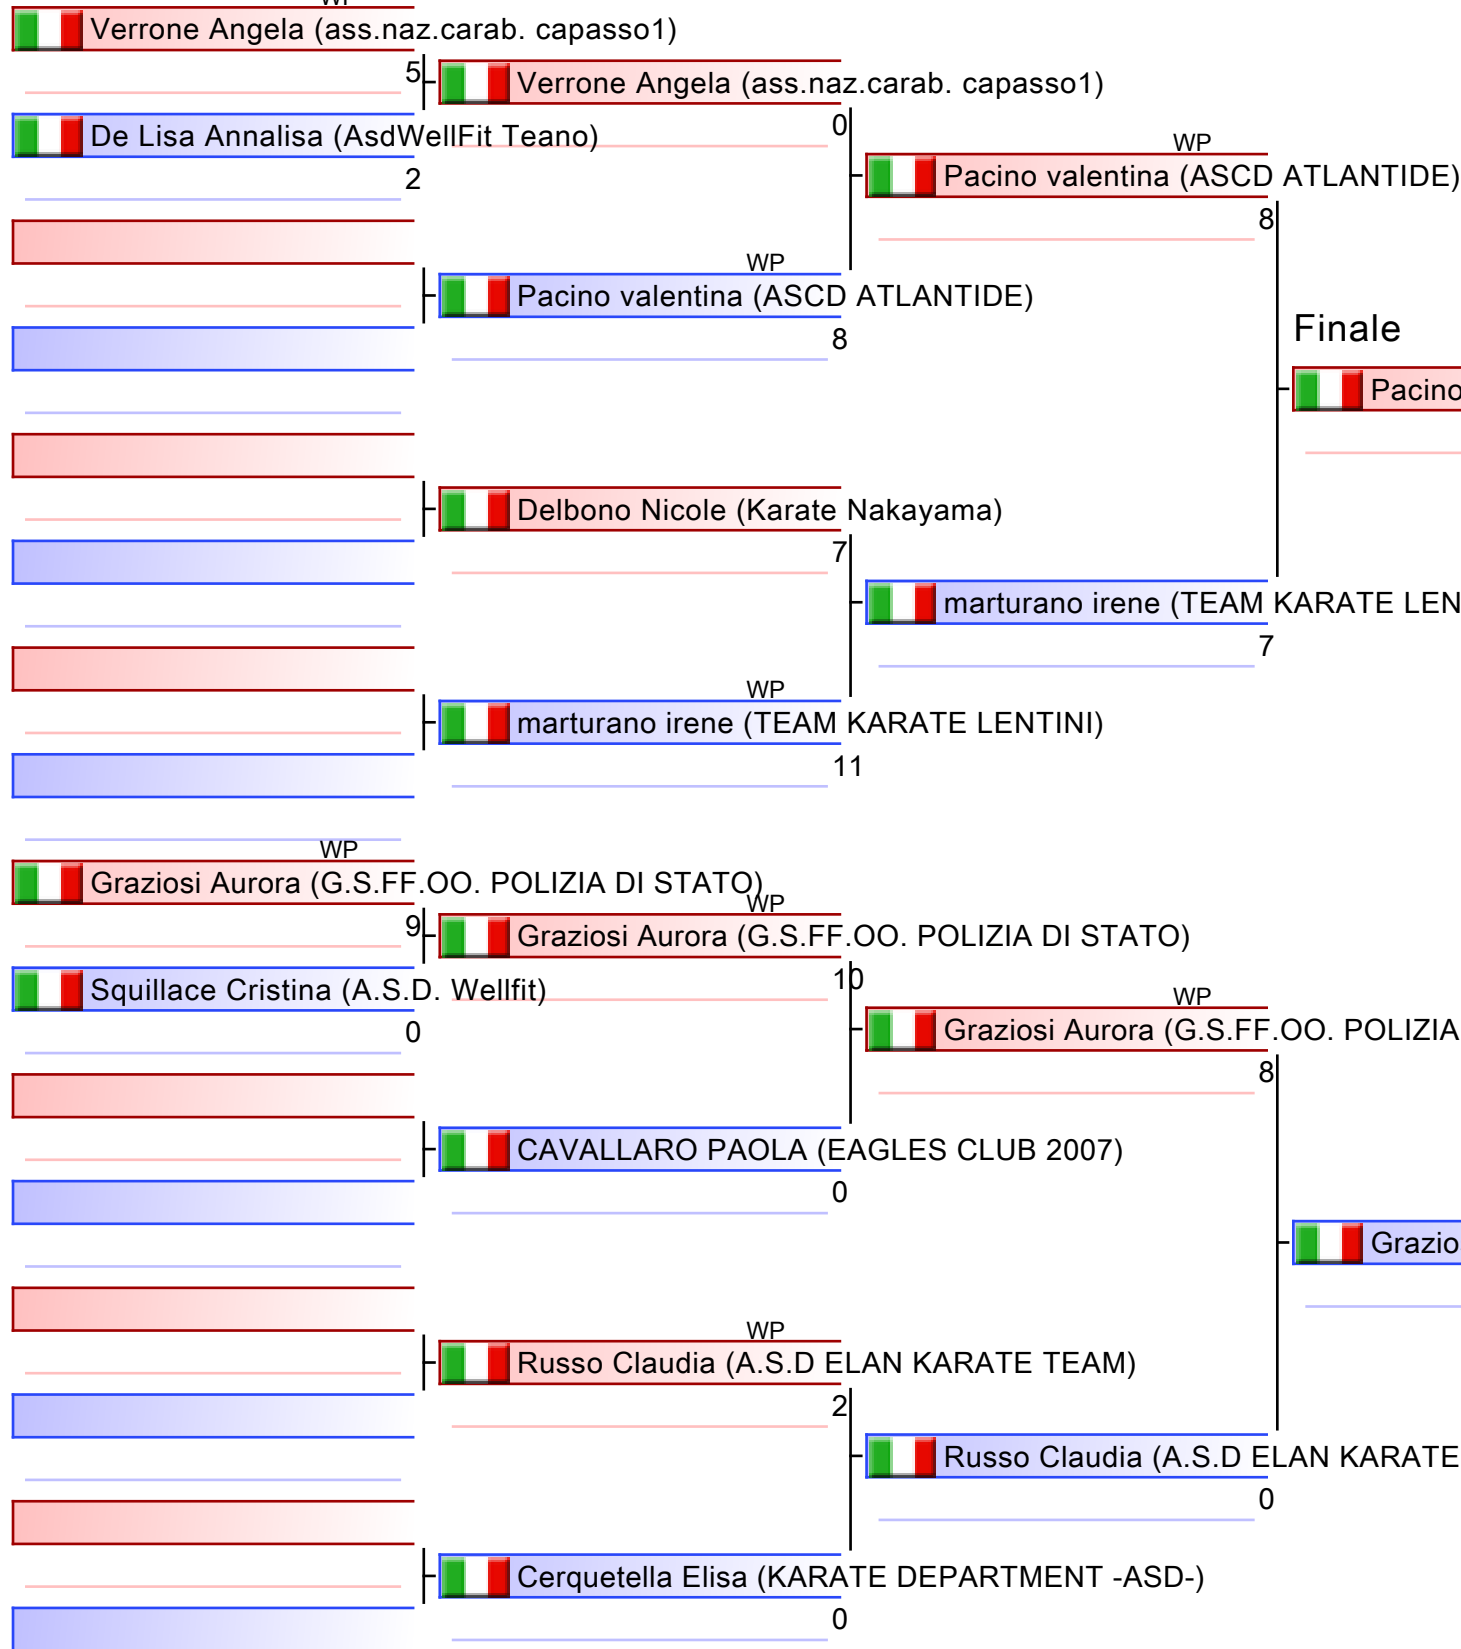 WP
Verrone Angela (ass.naz.carab. capasso1)
5
De Lisa Annalisa (AsdWellFit Teano)
2
WP
Graziosi Aurora (G.S.FF.OO. POLIZIA DI STATO)
9
Squillace Cristina (A.S.D. Wellfit)
0
Verrone Angela (ass.naz.carab. capasso1)
0
WP
Pacino valentina (ASCD ATLANTIDE)
8
Delbono Nicole (Karate Nakayama)
7
WP
marturano irene (TEAM KARATE LENTINI)
11
WP
Graziosi Aurora (G.S.FF.OO. POLIZIA DI STATO)
10
CAVALLARO PAOLA (EAGLES CLUB 2007)
0
WP
Russo Claudia (A.S.D ELAN KARATE TEAM)
2
Cerquetella Elisa (KARATE DEPARTMENT -ASD-)
0
WP
Pacino valentina (ASCD ATLANTIDE)
8
marturano irene (TEAM KARATE LEN
7
WP
Graziosi Aurora (G.S.FF.OO. POLIZIA
8
Russo Claudia (A.S.D ELAN KARATE
0
Finale
Pacino
Grazio